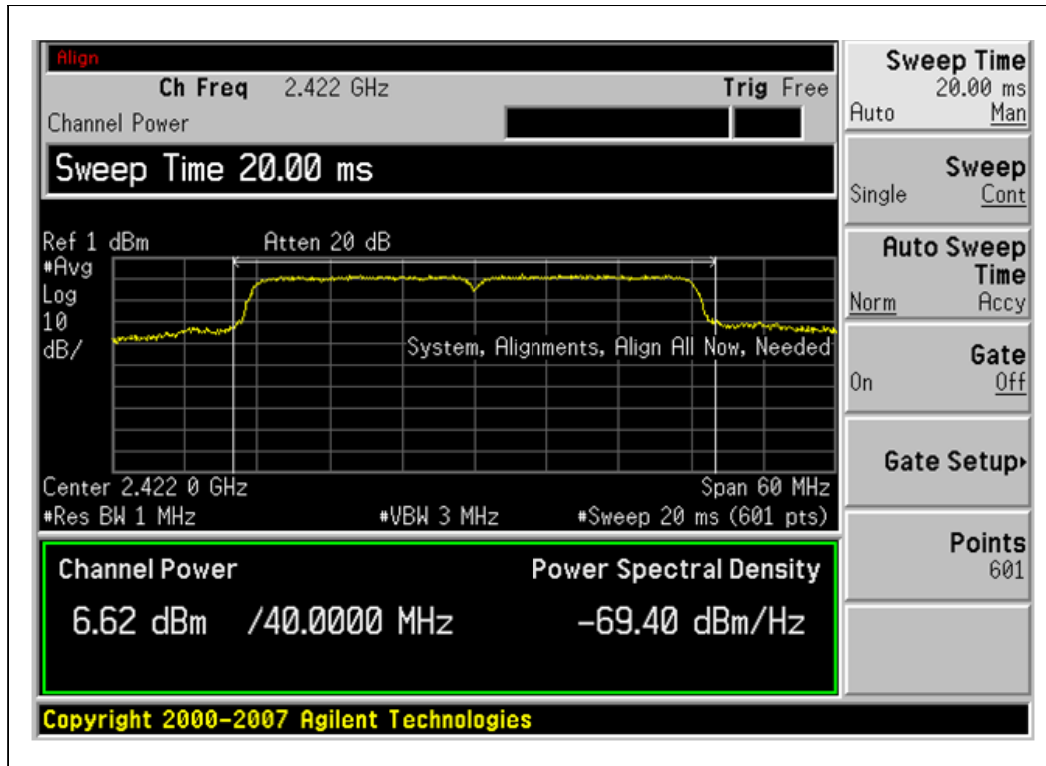 Align
Ch Freq 2.422 GHz Trig Free
Channel Power
Sweep Time 20.00 ms
Ref 1 dBm Atten 20 dB
#Avg
Log
10
dB/
System, Alignments, Align All Now, Needed
Center 2.422 0 GHz Span 60 MHz
#Res BW 1 MHz #VBW 3 MHz #Sweep 20 ms (601 pts)
Channel Power Power Spectral Density
6.62 dBm /40.0000 MHz -69.40 dBm/Hz
Copyright 2000-2007 Agilent Technologies
Sweep Time
20.00 ms
Auto Man
Sweep
Single Cont
Auto Sweep
Time
Norm Accy
Gate
On Off
Gate Setup
Points
601